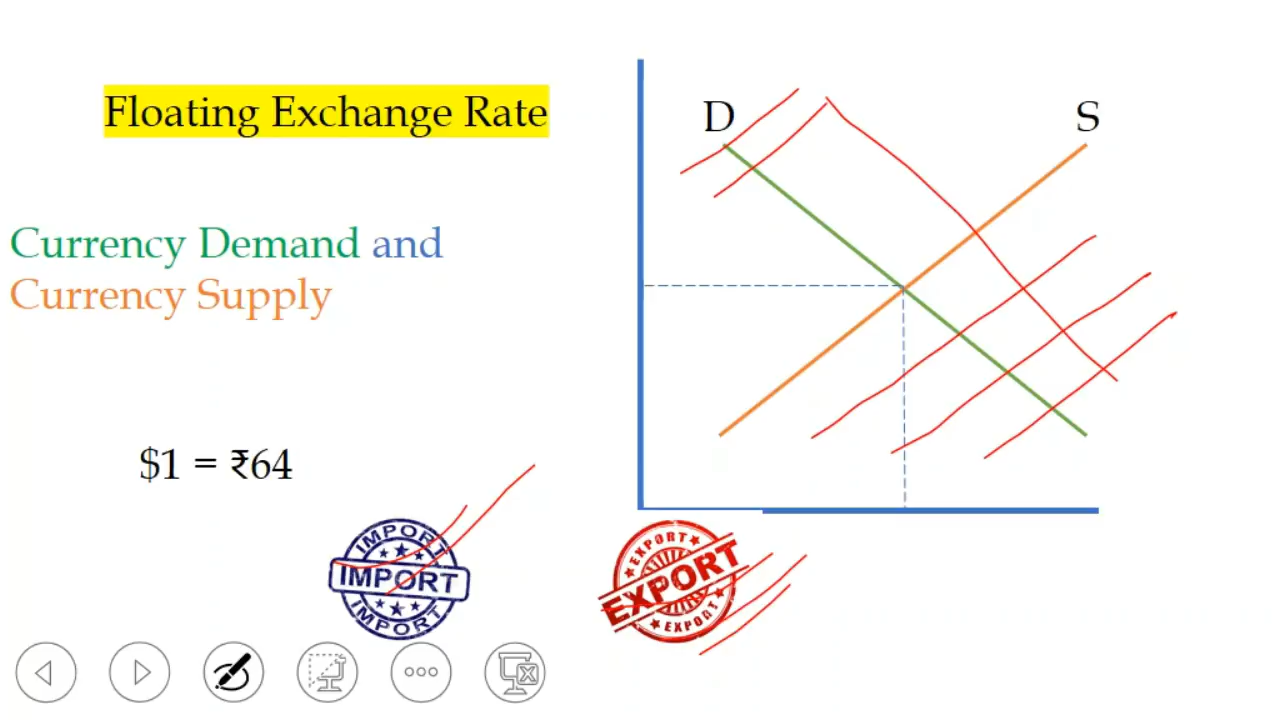 Floating Exchange Rate
Currency Demand and
Currency Supply
$1 = ₹64
D
S
IMPORT
IMPORT
IMPORT
EXPORT
EXPORT
EXPORT